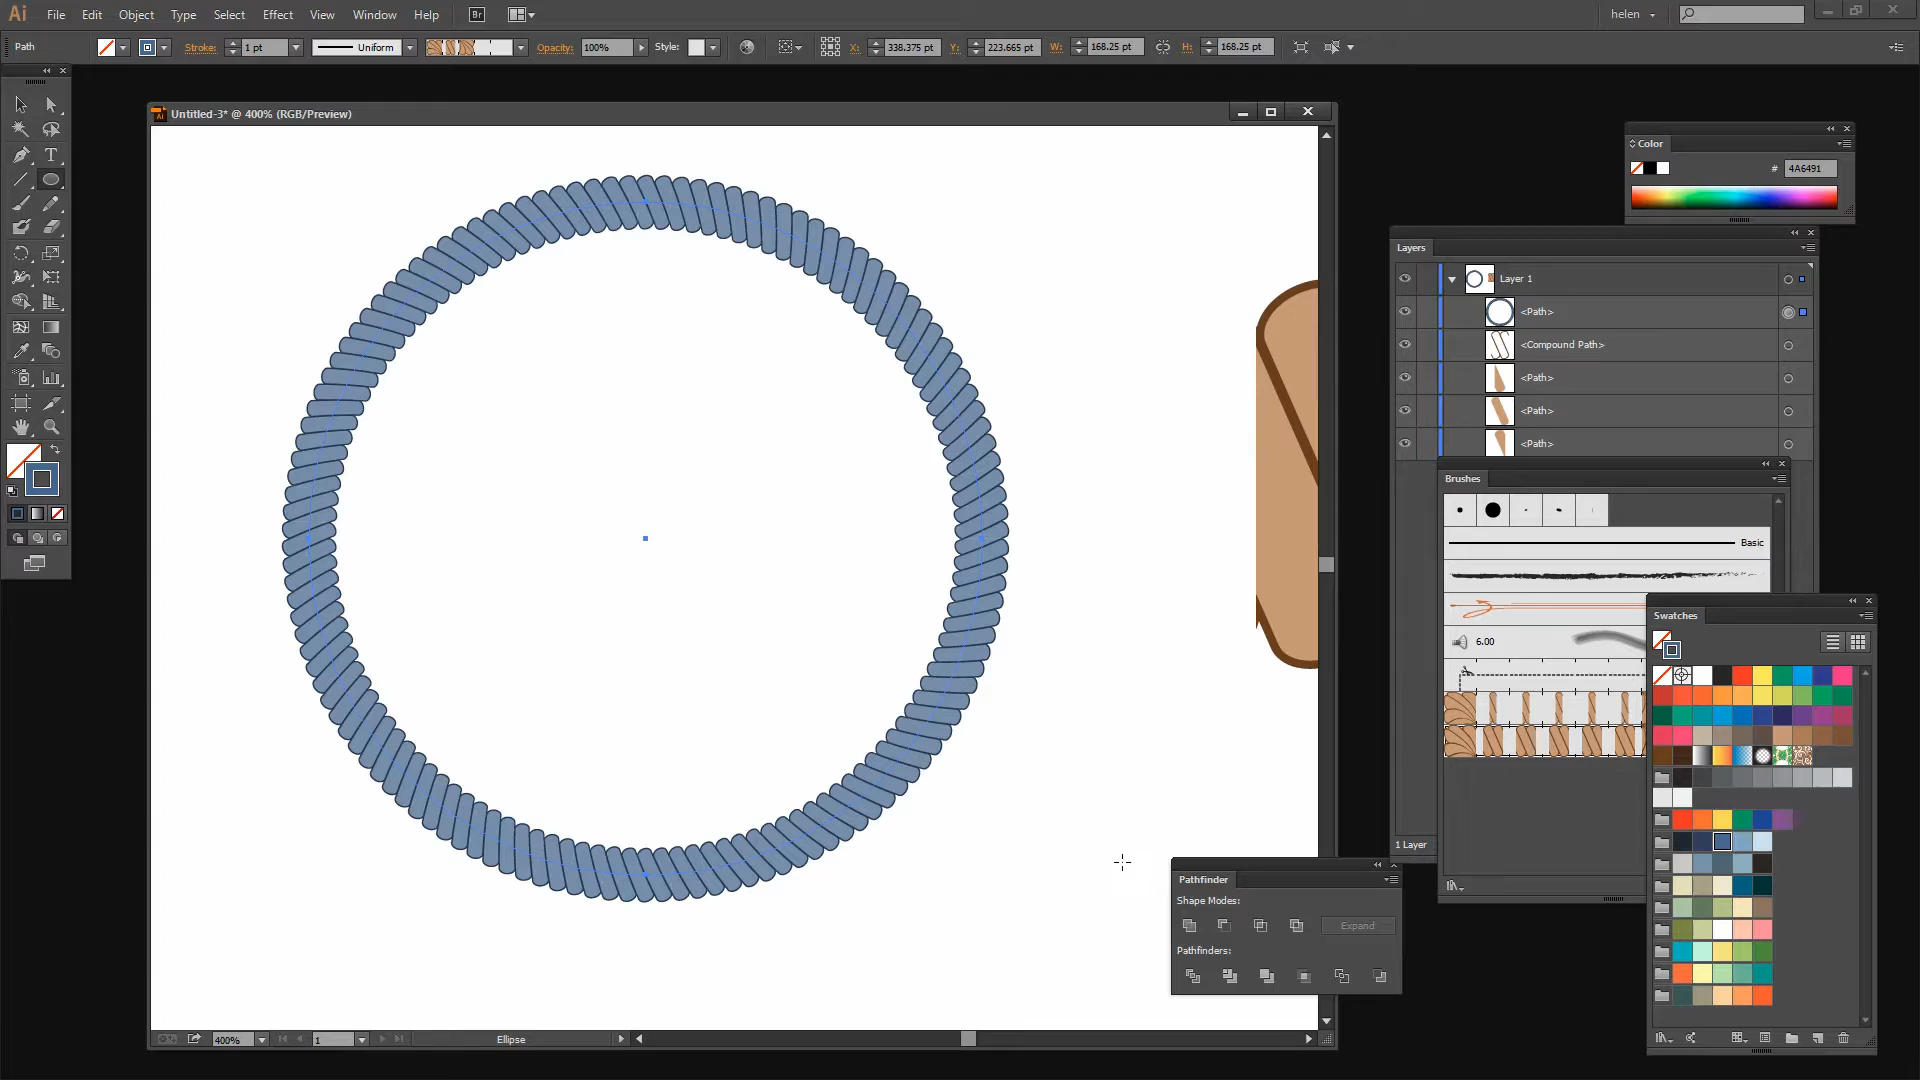 Ai File Edit Object Type Select Effect View Window Help Br helen
Path Stroke: 1 pt Uniform Opacity: 100% Style: X: 338.375 pt Y: 223.665 pt W: 168.25 pt H: 168.25 pt
Untitled-3* @ 400% (RGB/Preview)
Color
# 4A6491
Layers
Layer 1
<Path>
<Compound Path>
<Path>
<Path>
<Path>
Brushes
Basic
6.00
Swatches
1 Layer
Pathfinder
Shape Modes:
Expand
Pathfinders:
400% 1 Ellipse